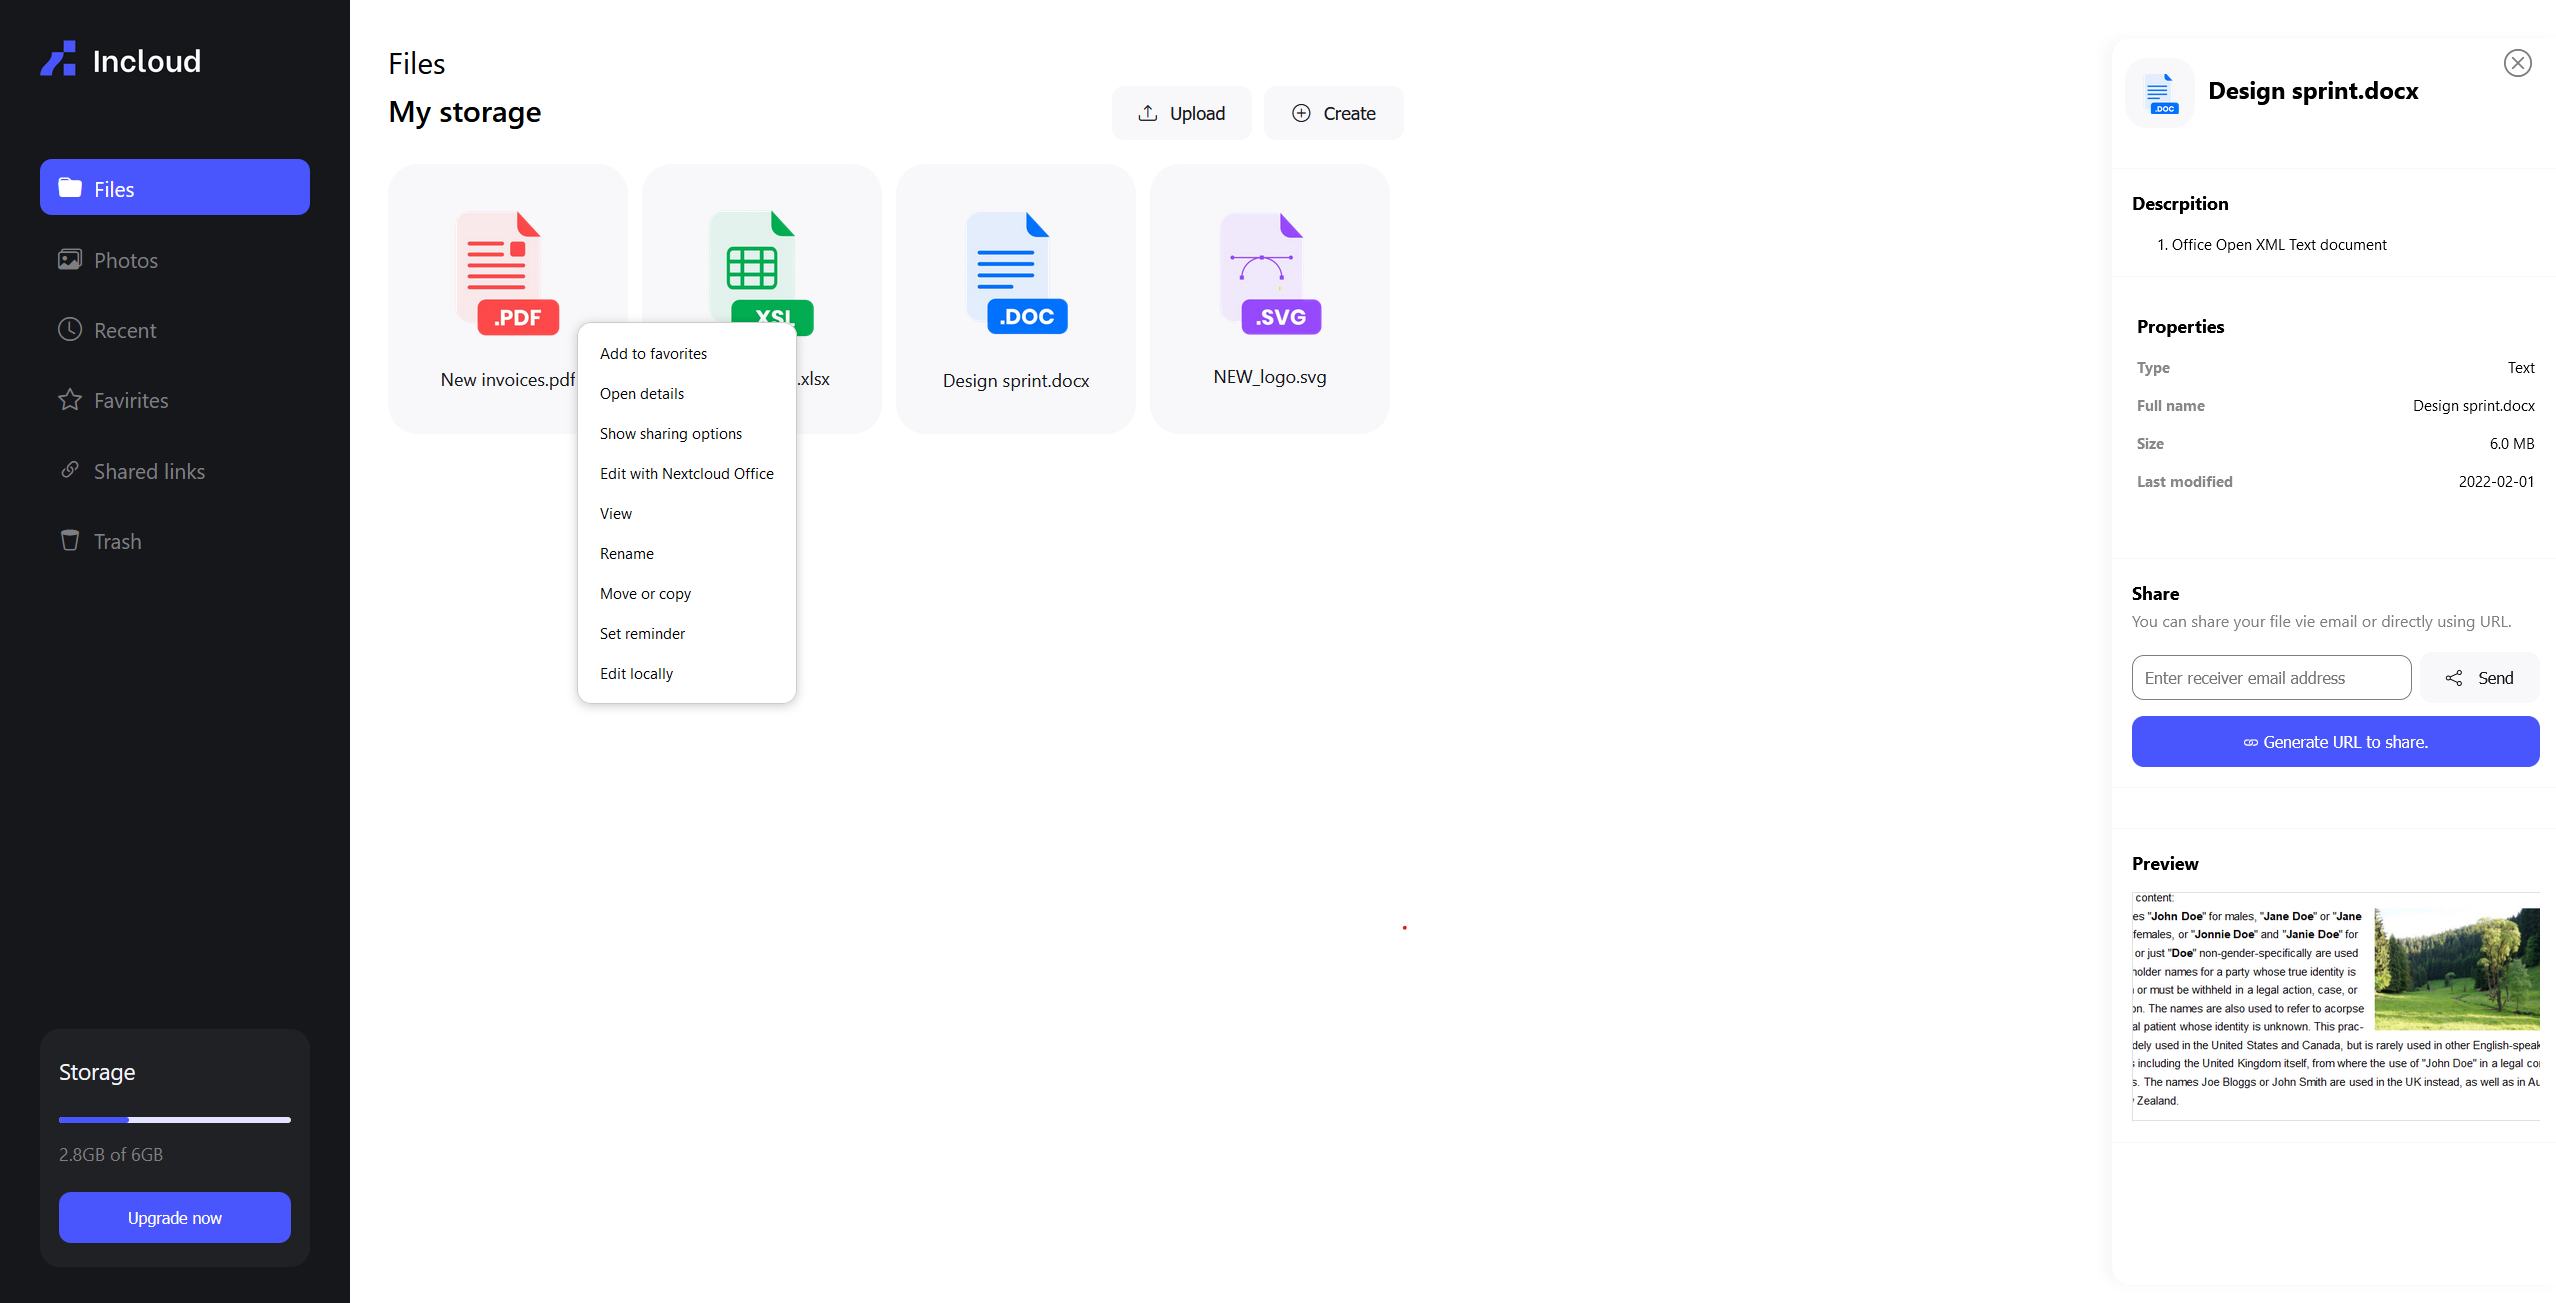 Incloud
Files
Photos
Recent
Favirites
Shared links
Trash
Storage
2.8GB of 6GB
Upgrade now
Files
My storage
Upload
Create
.PDF
New invoices.pdf
XSL
.xlsx
.DOC
Design sprint.docx
.SVG
NEW_logo.svg
Add to favorites
Open details
Show sharing options
Edit with Nextcloud Office
View
Rename
Move or copy
Set reminder
Edit locally
.DOC
Design sprint.docx
Descrpition
1. Office Open XML Text document
Properties
Type Text
Full name Design sprint.docx
Size 6.0 MB
Last modified 2022-02-01
Share
You can share your file vie email or directly using URL.
Enter receiver email address
Send
Generate URL to share.
Preview
content:
es "John Doe" for males, "Jane Doe" or "Jane
females, or "Jonnie Doe" and "Janie Doe" for
or just "Doe" non-gender-specifically are used
holder names for a party whose true identity is
or must be withheld in a legal action, case, or
on. The names are also used to refer to acorpse
al patient whose identity is unknown. This prac-
dely used in the United States and Canada, but is rarely used in other English-speak
including the United Kingdom itself, from where the use of "John Doe" in a legal co
s. The names Joe Bloggs or John Smith are used in the UK instead, as well as in Au
Zealand.